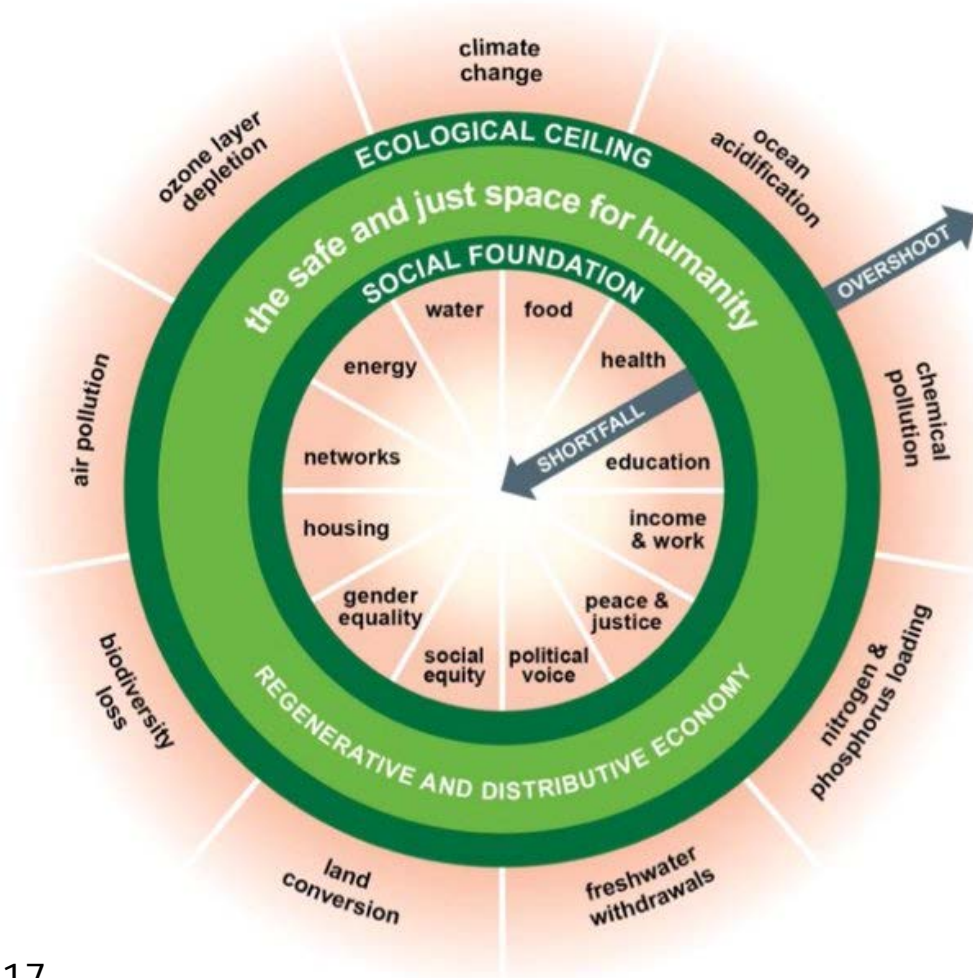 climate
change
ozone layer
depletion
ocean
acidification
ECOLOGICAL CEILING
the safe and just space for humanity
SOCIAL FOUNDATION
OVERSHOOT
water
food
energy
health
SHORTFALL
networks
education
housing
income
& work
gender
equality
peace &
justice
social
equity
political
voice
REGENERATIVE AND DISTRIBUTIVE ECONOMY
air pollution
chemical
pollution
biodiversity
loss
nitrogen &
phosphorus loading
land
conversion
freshwater
withdrawals
17